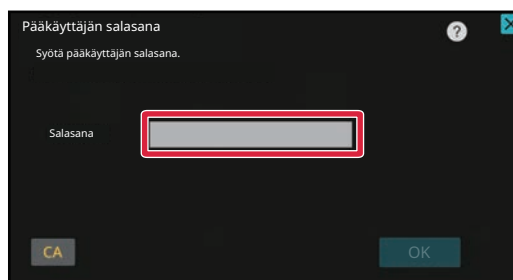 Pääkäyttäjän salasana
?
Syötä pääkäyttäjän salasana.
Salasana
CA
OK